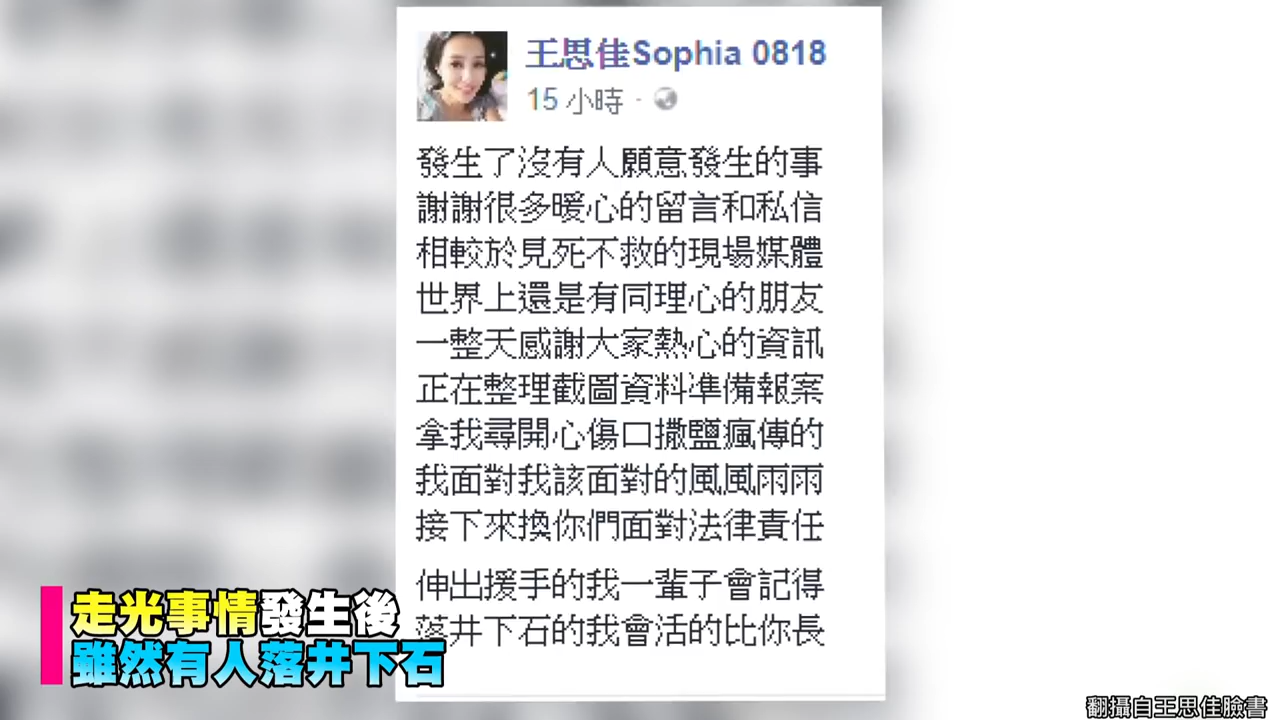 王思佳Sophia 0818
15 小時 ·
發生了沒有人願意發生的事
謝謝很多暖心的留言和私信
相較於見死不救的現場媒體
世界上還是有同理心的朋友
一整天感謝大家熱心的資訊
正在整理截圖資料準備報案
拿我尋開心傷口撒鹽瘋傳的
我面對我該面對的風風雨雨
接下來換你們面對法律責任
伸出援手的我一輩子會記得
落井下石的我會活的比你長
走光事情發生後
雖然有人落井下石
翻攝自王思佳臉書